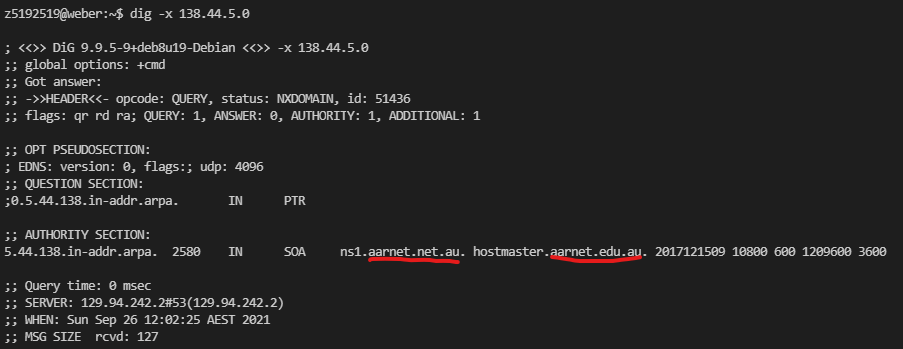 z5192519@weber:~$ dig -x 138.44.5.0
; <<>> DiG 9.9.5-9+deb8u19-Debian <<>> -x 138.44.5.0
;; global options: +cmd
;; Got answer:
;; ->>HEADER<<- opcode: QUERY, status: NXDOMAIN, id: 51436
;; flags: qr rd ra; QUERY: 1, ANSWER: 0, AUTHORITY: 1, ADDITIONAL: 1
;; OPT PSEUDOSECTION:
; EDNS: version: 0, flags:; udp: 4096
;; QUESTION SECTION:
;0.5.44.138.in-addr.arpa. IN PTR
;; AUTHORITY SECTION:
5.44.138.in-addr.arpa. 2580 IN SOA ns1.aarnet.net.au. hostmaster.aarnet.edu.au. 2017121509 10800 600 1209600 3600
;; Query time: 0 msec
;; SERVER: 129.94.242.2#53(129.94.242.2)
;; WHEN: Sun Sep 26 12:02:25 AEST 2021
;; MSG SIZE rcvd: 127